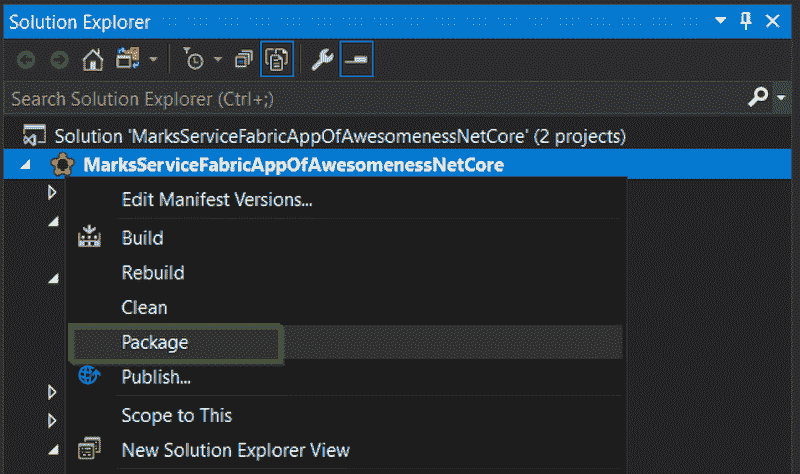 Solution Explorer
Search Solution Explorer (Ctrl+;)
Solution 'MarksServiceFabricAppOfAwesomenessNetCore' (2 projects)
MarksServiceFabricAppOfAwesomenessNetCore
Edit Manifest Versions...
Build
Rebuild
Clean
Package
Publish...
Scope to This
New Solution Explorer View